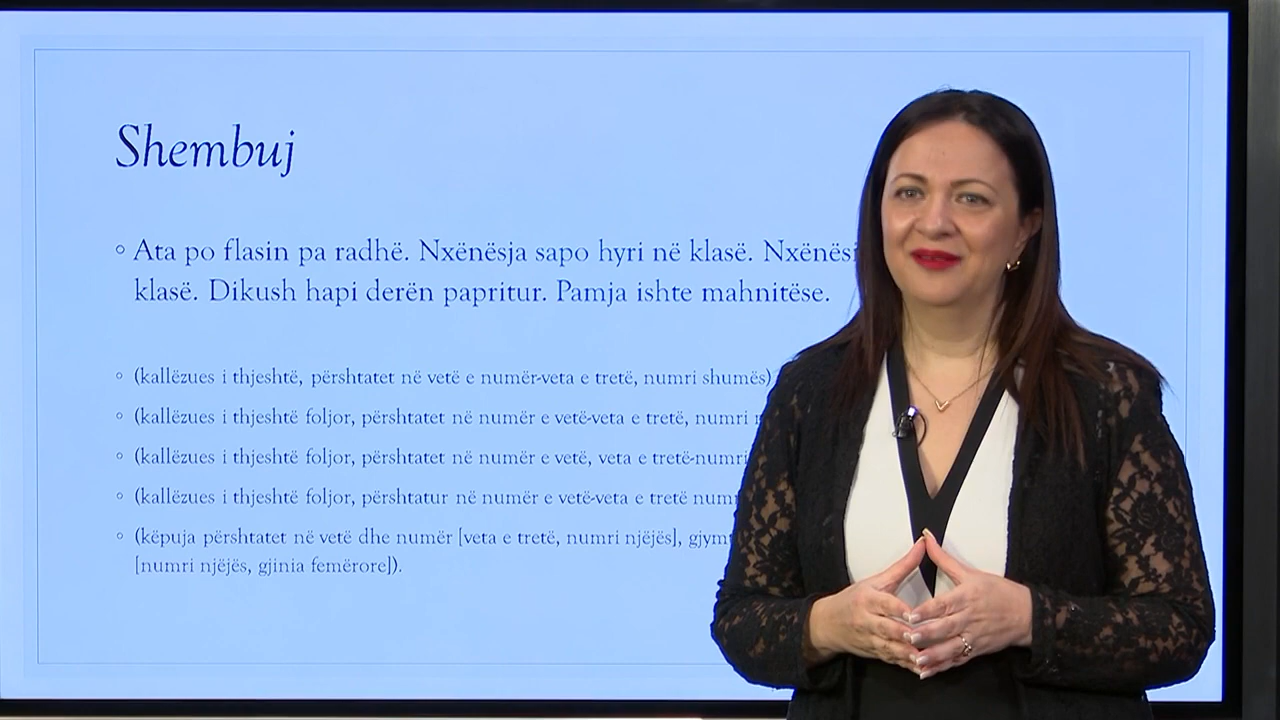 Shembuj
Ata po flasin pa radhë. Nxënësja sapo hyri në klasë.
klasë. Dikush hapi derën papritur. Pamja ishte mahnitëse.
(kallëzues i thjeshtë, përshtatet në vetë e numër-veta e tretë, numri shumës)
(kallëzues i thjeshtë foljor, përshtatet në numër e vetë-veta e tretë, numri
(kallëzues i thjeshtë foljor, përshtatet në numër e vetë, veta e tretë-numri
(kallëzues i thjeshtë foljor, përshtatur në numër e vetë-veta e tretë
(këpuja përshtatet në vetë dhe numër [veta e tretë, numri njëjës],
[numri njëjës, gjinia femërore]).